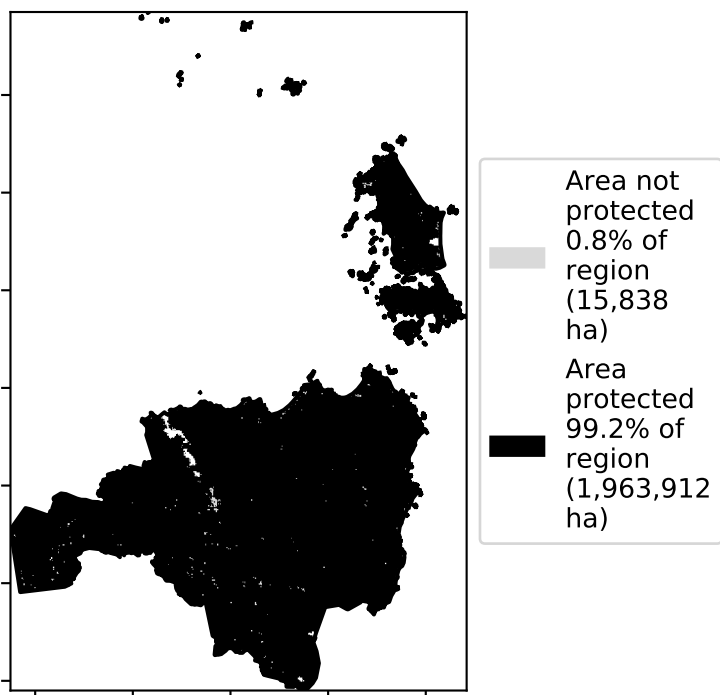 Area not
protected
0.8% of
region
(15,838
ha)
Area
protected
99.2% of
region
(1,963,912
ha)